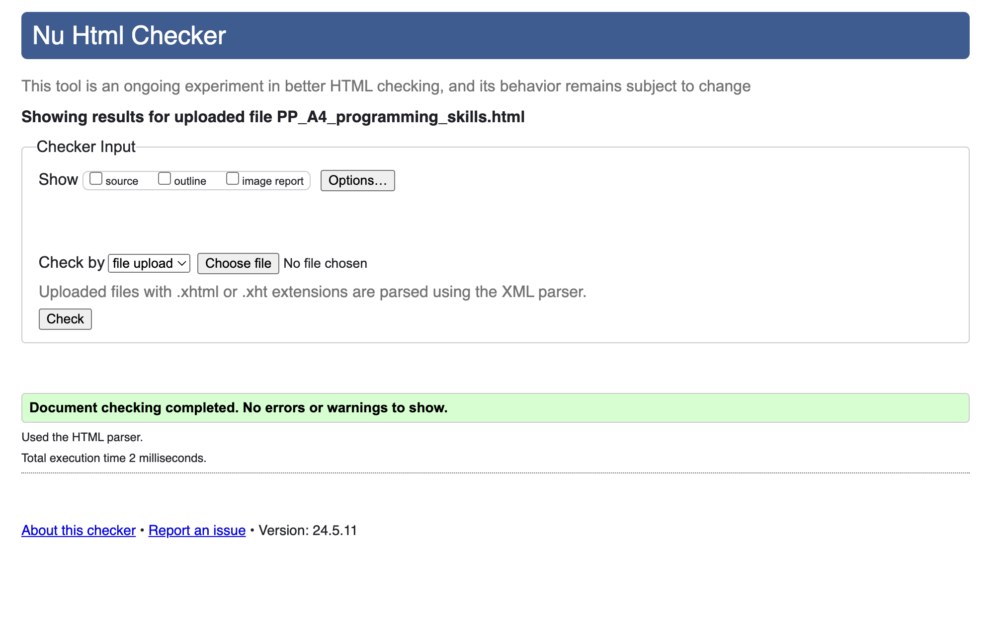 Nu Html Checker
This tool is an ongoing experiment in better HTML checking, and its behavior remains subject to change
Showing results for uploaded file PP_A4_programming_skills.html
Checker Input
Show source outline image report Options...
Check by file upload Choose file No file chosen
Uploaded files with .xhtml or .xht extensions are parsed using the XML parser.
Check
Document checking completed. No errors or warnings to show.
Used the HTML parser.
Total execution time 2 milliseconds.
About this checker • Report an issue • Version: 24.5.11